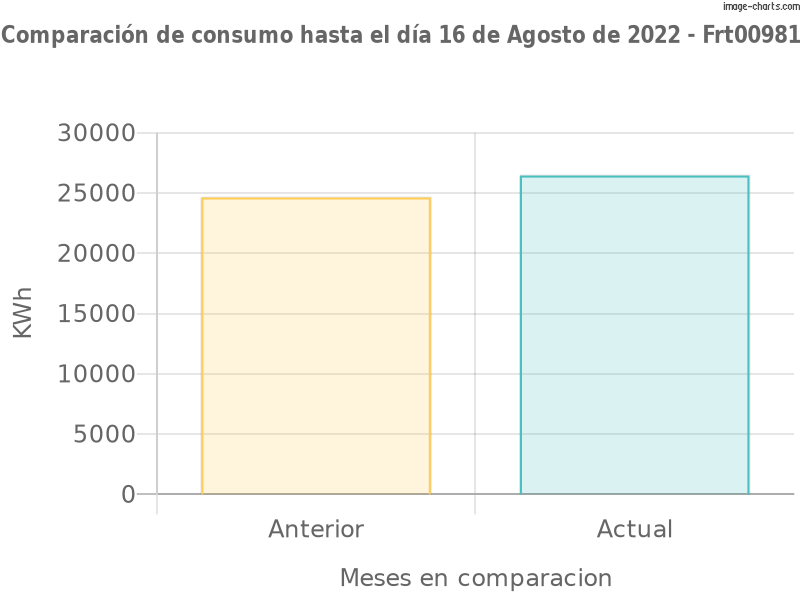 image-charts.com
Comparación de consumo hasta el día 16 de Agosto de 2022 - Frt00981
30000
25000
20000
15000
10000
5000
0
KWh
Anterior Actual
Meses en comparacion